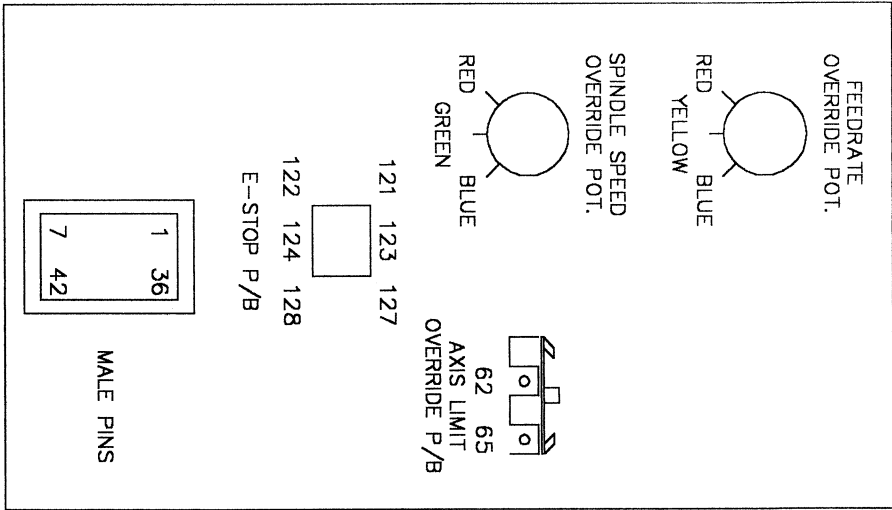 FEEDRATE
OVERRIDE POT.
RED BLUE
YELLOW
SPINDLE SPEED
OVERRIDE POT.
RED BLUE
GREEN
62 65
AXIS LIMIT
OVERRIDE P/B
121 123 127
122 124 128
E-STOP P/B
1 36
7 42
MALE PINS